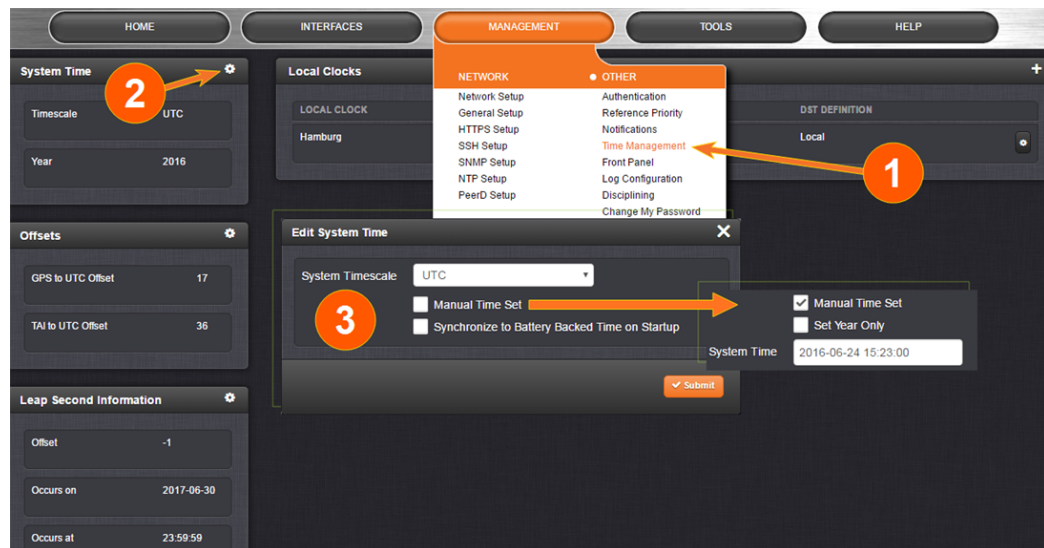 HOME INTERFACES MANAGEMENT TOOLS HELP
System Time
Timescale UTC
Year 2016
Offsets
GPS to UTC Offset 17
TAI to UTC Offset 36
Leap Second Information
Offset -1
Occurs on 2017-06-30
Occurs at 23:59:59
2
Local Clocks
LOCAL CLOCK DST DEFINITION
Hamburg Local
NETWORK
Network Setup
General Setup
HTTPS Setup
SSH Setup
SNMP Setup
NTP Setup
PeerD Setup
OTHER
Authentication
Reference Priority
Notifications
Time Management
Front Panel
Log Configuration
Disciplining
Change My Password
1
Edit System Time
System Timescale UTC
Manual Time Set
Synchronize to Battery Backed Time on Startup
3
Submit
Manual Time Set
Set Year Only
System Time 2016-06-24 15:23:00